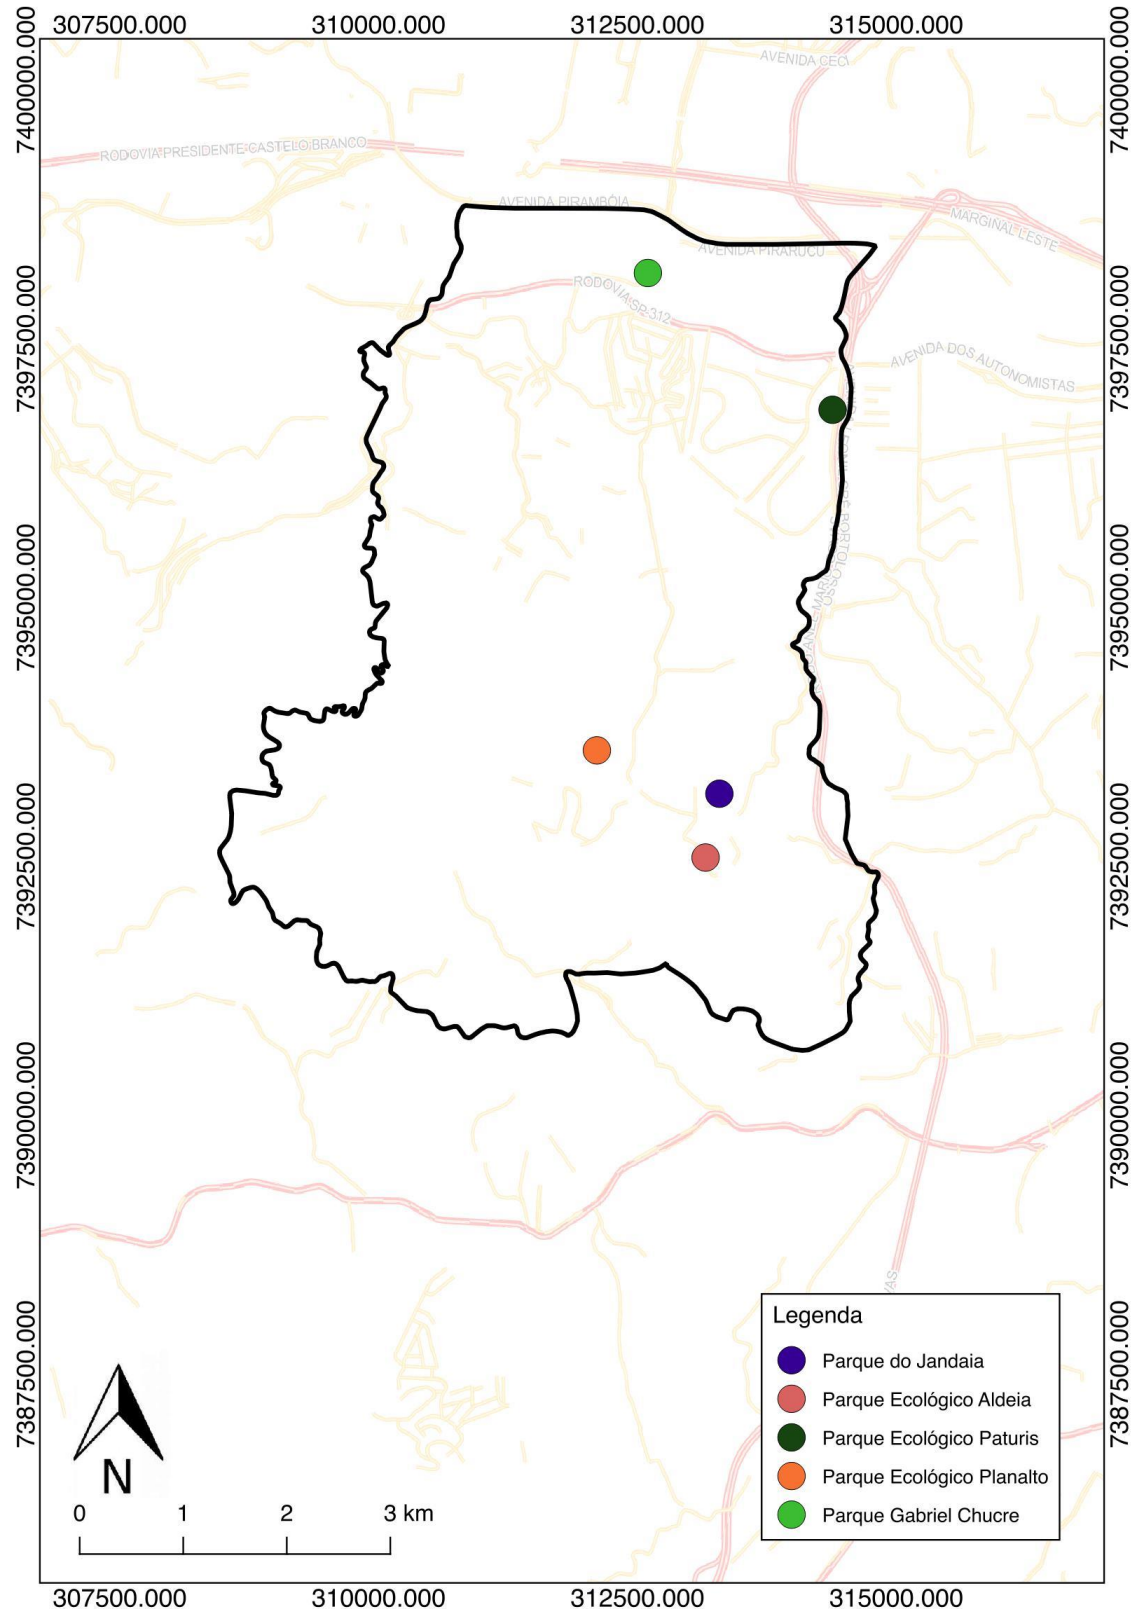 307500.000 310000.000 312500.000 315000.000
7400000.000 7400000.000
AVENIDA CECI
RODOVIA PRESIDENTE CASTELO BRANCO
AVENIDA PIRAMBÓIA
MARGINAL LESTE
AVENIDA PIRARUCU
RODOVIA SP-312
7397500.000 7397500.000
AVENIDA DOS AUTONOMISTAS
7395000.000 7395000.000
7392500.000 7392500.000
7390000.000 7390000.000
7387500.000 7387500.000
Legenda
Parque do Jandaia
Parque Ecológico Aldeia
Parque Ecológico Paturis
Parque Ecológico Planalto
Parque Gabriel Chucre
N
0 1 2 3 km
307500.000 310000.000 312500.000 315000.000